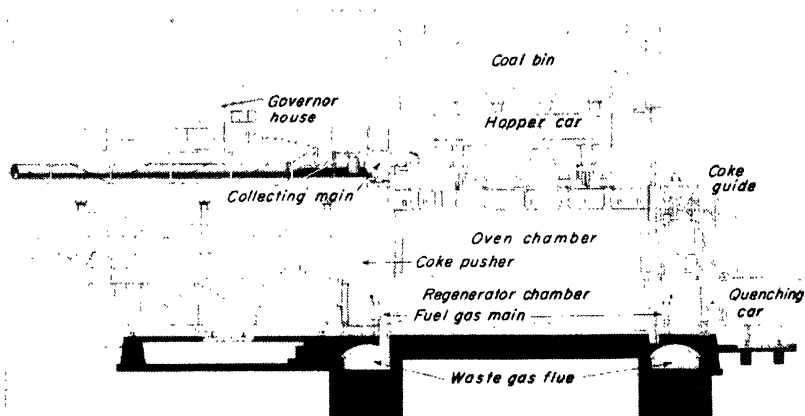 Coal bin
Governor
house
Hopper car
Coke
guide
Collecting main
Oven chamber
Coke pusher
Regenerator chamber
Quenching
car
Fuel gas main
Waste gas flue